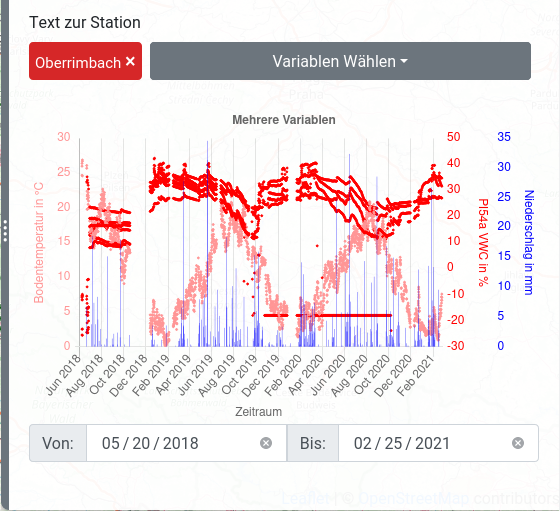 Text zur Station
Oberrimbach ×
Variablen Wählen
Mehrere Variablen
30
25
20
15
10
5
0
Bodentemperatur in °C
50
40
30
20
10
0
-10
-20
-30
PI54a VWC in %
35
30
25
20
15
10
5
0
Niederschlag in mm
Jun 2018
Aug 2018
Oct 2018
Dec 2018
Feb 2019
Apr 2019
Jun 2019
Aug 2019
Oct 2019
Dec 2019
Feb 2020
Apr 2020
Jun 2020
Aug 2020
Oct 2020
Dec 2020
Feb 2021
Zeitraum
Von: 05 / 20 / 2018 Bis: 02 / 25 / 2021
Leaflet | © OpenStreetMap contributors